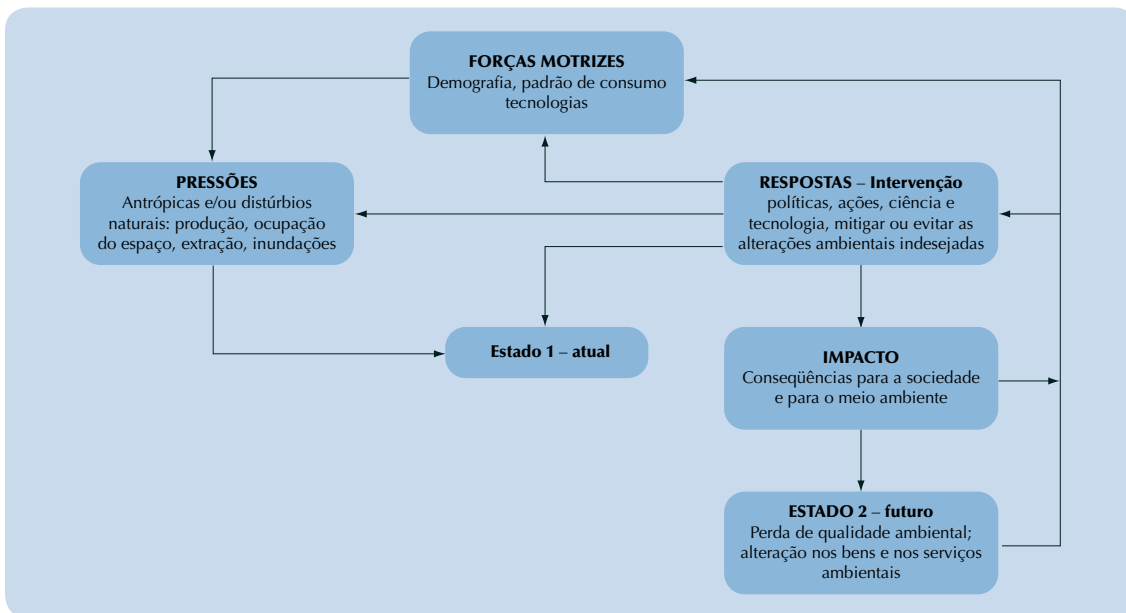 FORÇAS MOTRIZES
Demografia, padrão de consumo
tecnologias
PRESSÕES
Antrópicas e/ou distúrbios
naturais: produção, ocupação
do espaço, extração, inundações
RESPOSTAS – Intervenção
políticas, ações, ciência e
tecnologia, mitigar ou evitar as
alterações ambientais indesejadas
Estado 1 – atual
IMPACTO
Conseqüências para a sociedade
e para o meio ambiente
ESTADO 2 – futuro
Perda de qualidade ambiental;
alteração nos bens e nos serviços
ambientais